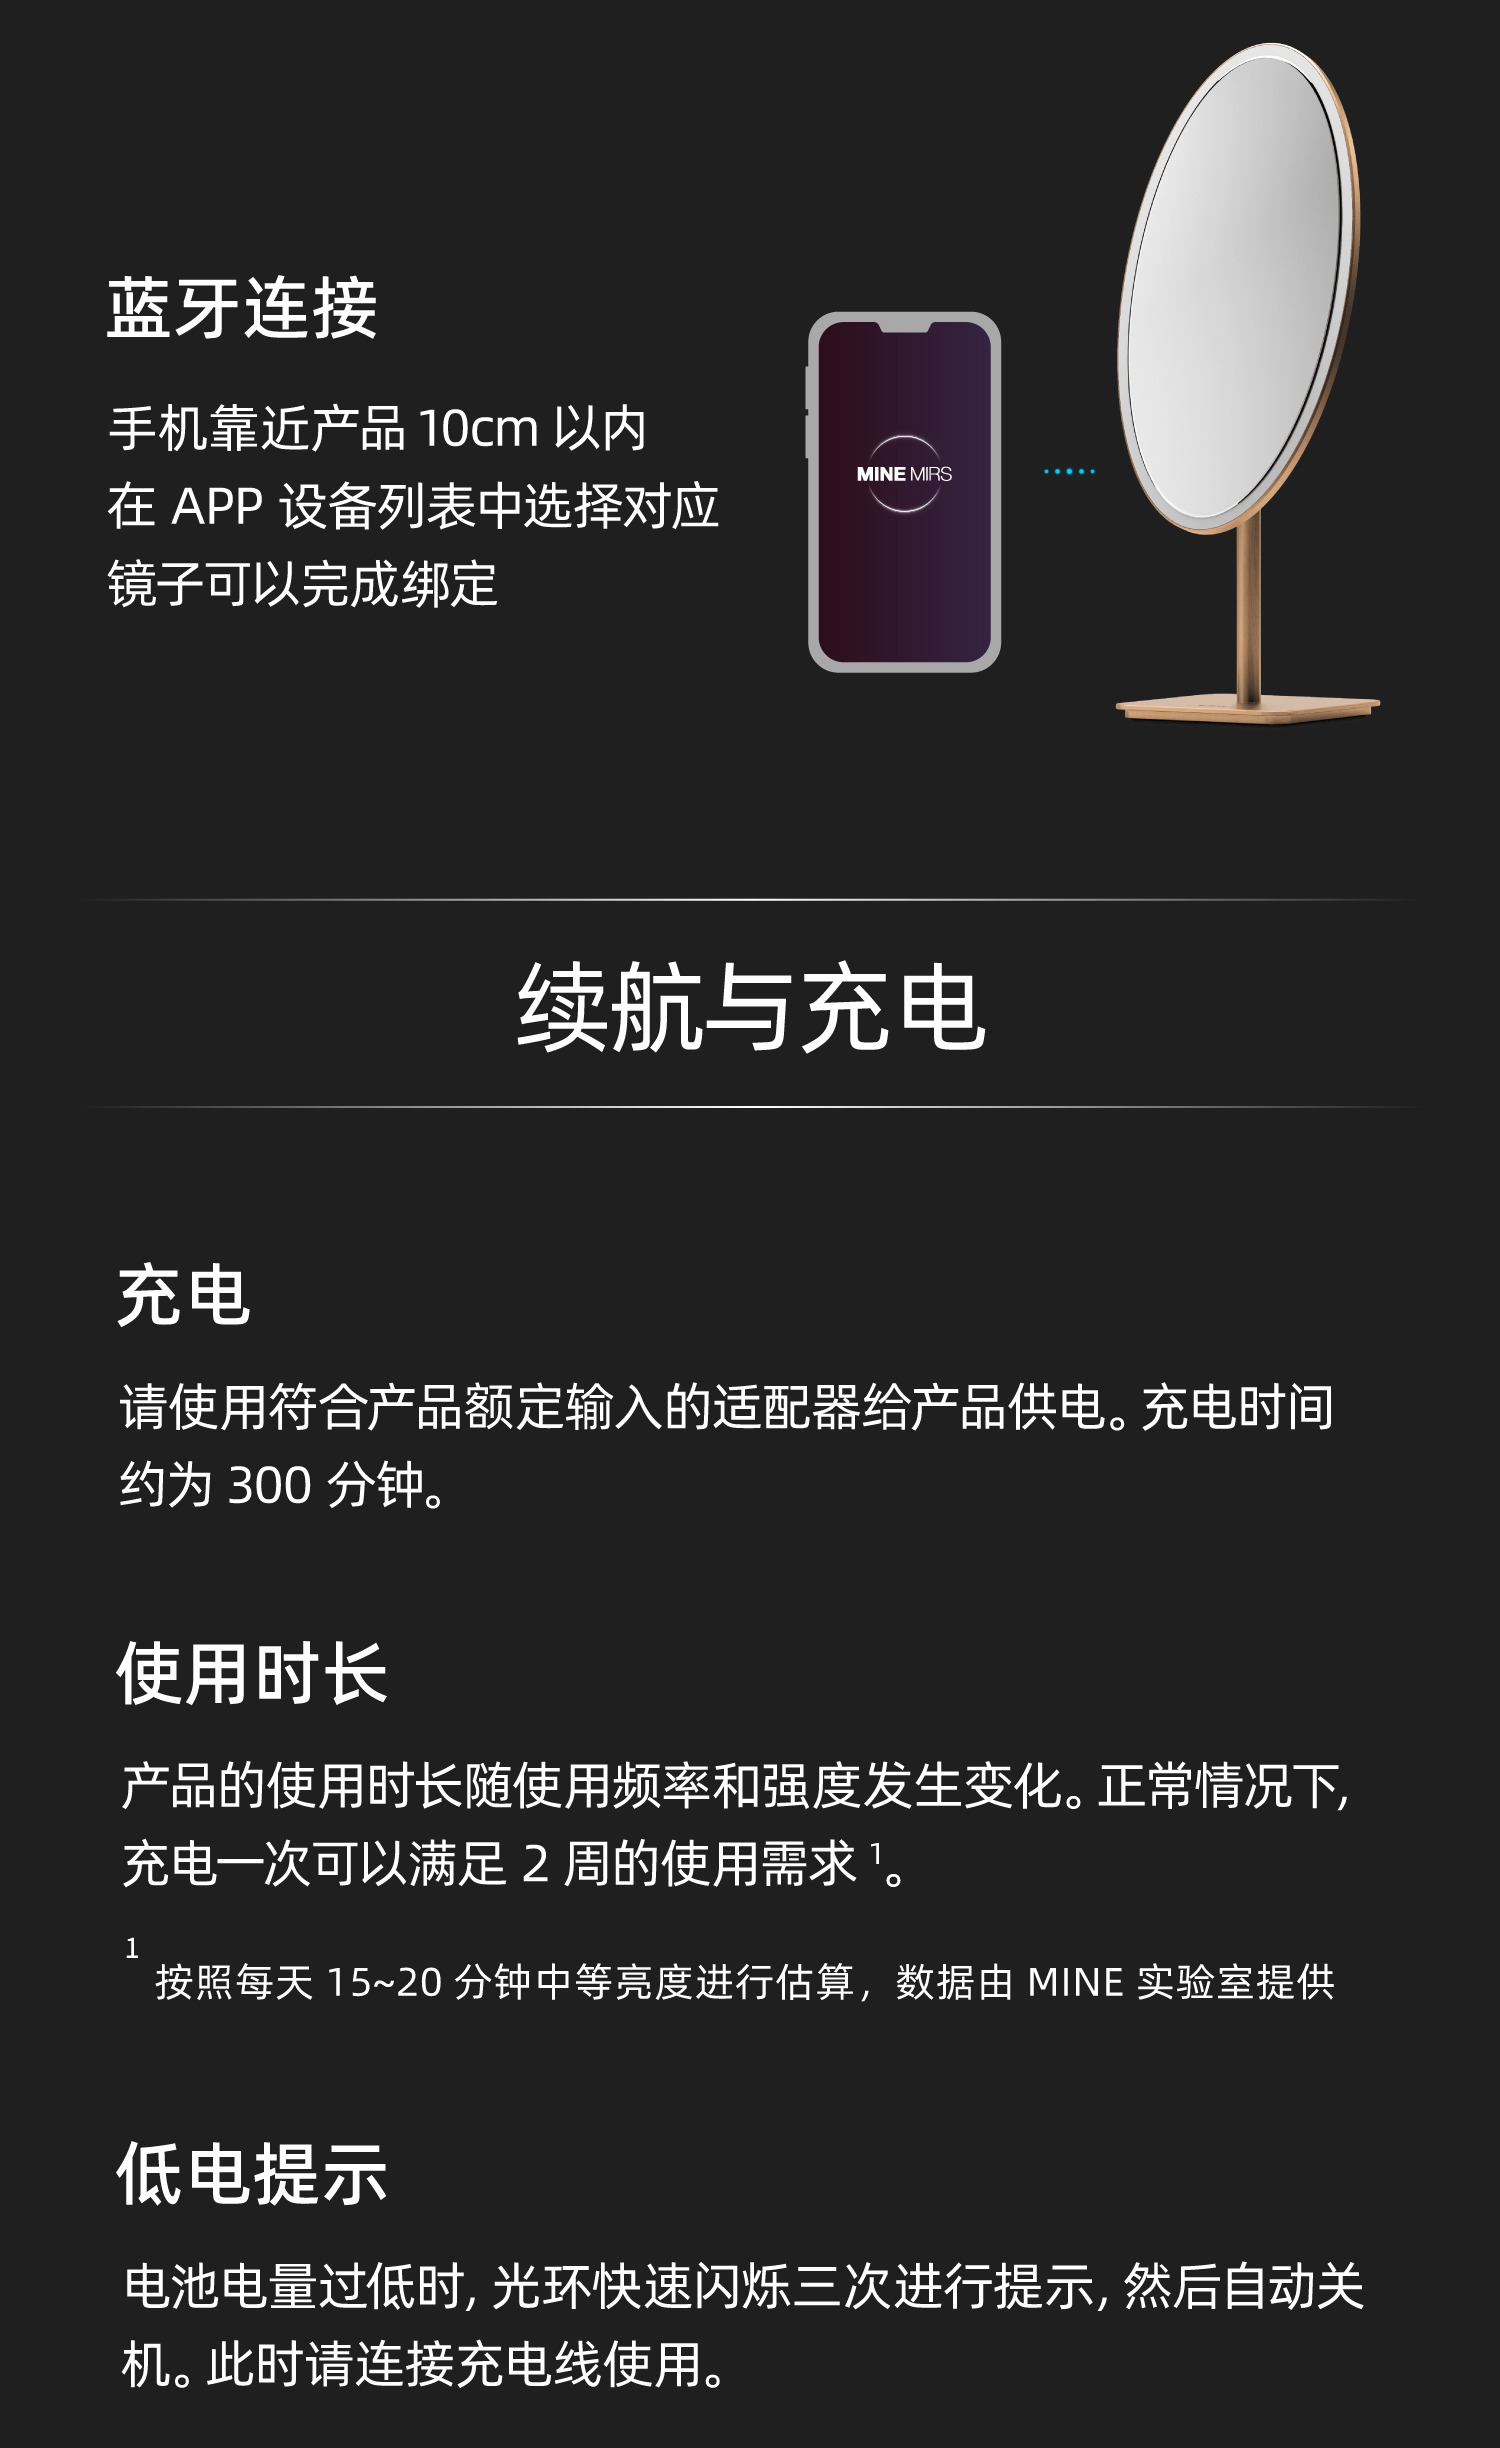 蓝牙连接
手机靠近产品 10cm 以内
在 APP 设备列表中选择对应
镜子可以完成绑定
MINE MIRS
续航与充电
充电
请使用符合产品额定输入的适配器给产品供电。充电时间
约为 300 分钟。
使用时长
产品的使用时长随使用频率和强度发生变化。正常情况下,
充电一次可以满足 2 周的使用需求 ¹。
¹ 按照每天 15~20 分钟中等亮度进行估算，数据由 MINE 实验室提供
低电提示
电池电量过低时, 光环快速闪烁三次进行提示, 然后自动关
机。此时请连接充电线使用。